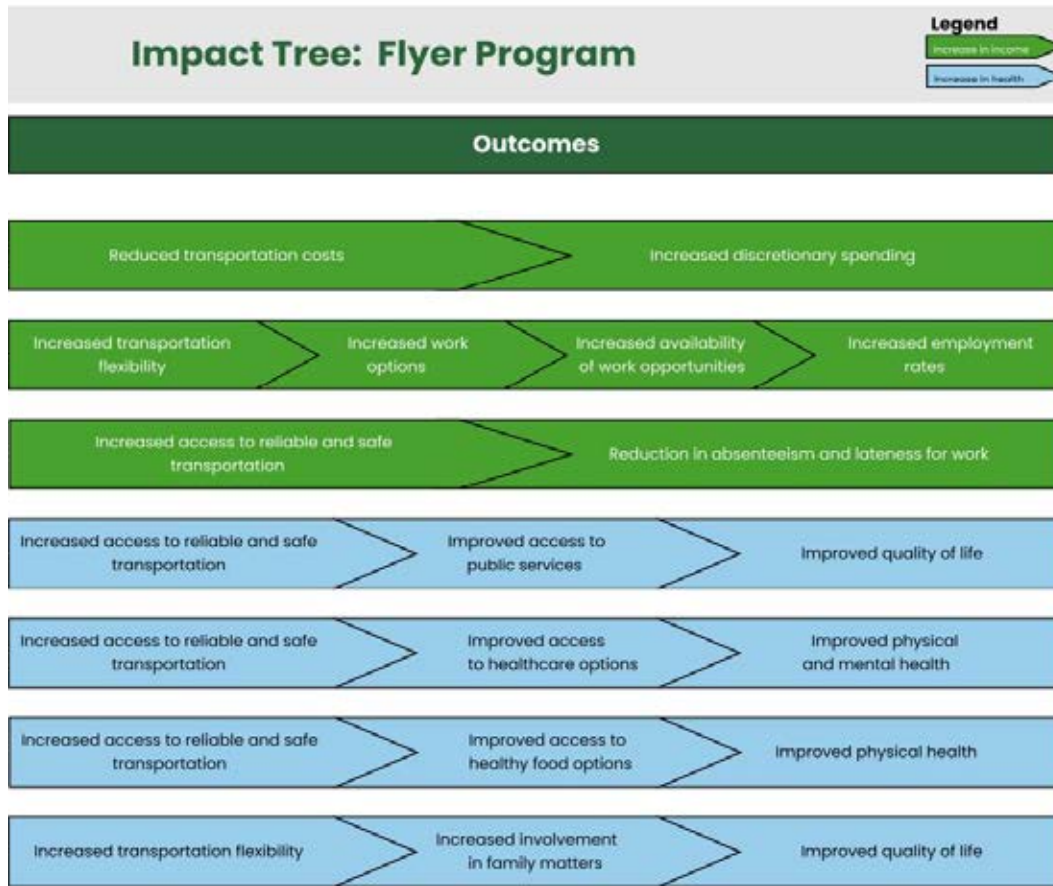 Impact Tree: Flyer Program
Legend
Increase in income
Increase in health
Outcomes
Reduced transportation costs
Increased discretionary spending
Increased transportation
flexibility
Increased work
options
Increased availability
of work opportunities
Increased employment
rates
Increased access to reliable and safe
transportation
Reduction in absenteeism and lateness for work
Increased access to reliable and safe
transportation
Improved access to
public services
Improved quality of life
Increased access to reliable and safe
transportation
Improved access
to healthcare options
Improved physical
and mental health
Increased access to reliable and safe
transportation
Improved access to
healthy food options
Improved physical health
Increased transportation flexibility
Increased involvement
in family matters
Improved quality of life